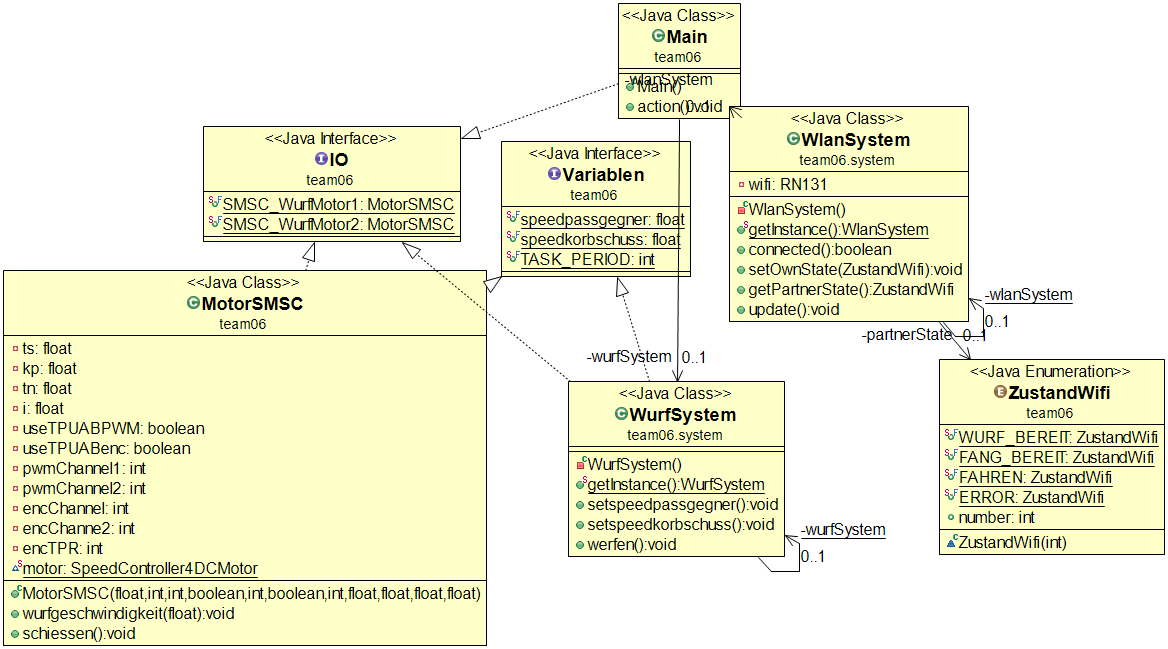 <<Java Class>>
Main
team06
-wlanSystem
Main()
action():void
0..1
<<Java Interface>>
IO
team06
SMSC_WurfMotor1: MotorSMSC
SMSC_WurfMotor2: MotorSMSC
<<Java Interface>>
Variablen
team06
speedpassgegner: float
speedkorbschuss: float
TASK_PERIOD: int
<<Java Class>>
WlanSystem
team06.system
wifi: RN131
WlanSystem()
getInstance():WlanSystem
connected():boolean
setOwnState(ZustandWifi):void
getPartnerState():ZustandWifi
update():void
-wlanSystem
0..1
-partnerState
0..1
<<Java Class>>
MotorSMSC
team06
ts: float
kp: float
tn: float
i: float
useTPUABPWM: boolean
useTPUABenc: boolean
pwmChannel1: int
pwmChannel2: int
encChannel: int
encChanne2: int
encTPR: int
motor: SpeedController4DCMotor
MotorSMSC(float,int,int,boolean,int,boolean,int,float,float,float,float)
wurfgeschwindigkeit(float):void
schiessen():void
-wurfSystem
0..1
<<Java Class>>
WurfSystem
team06.system
WurfSystem()
getInstance():WurfSystem
setspeedpassgegner():void
setspeedkorbschuss():void
werfen():void
-wurfSystem
0..1
<<Java Enumeration>>
ZustandWifi
team06
WURF_BEREIT: ZustandWifi
FANG_BEREIT: ZustandWifi
FAHREN: ZustandWifi
ERROR: ZustandWifi
number: int
ZustandWifi(int)